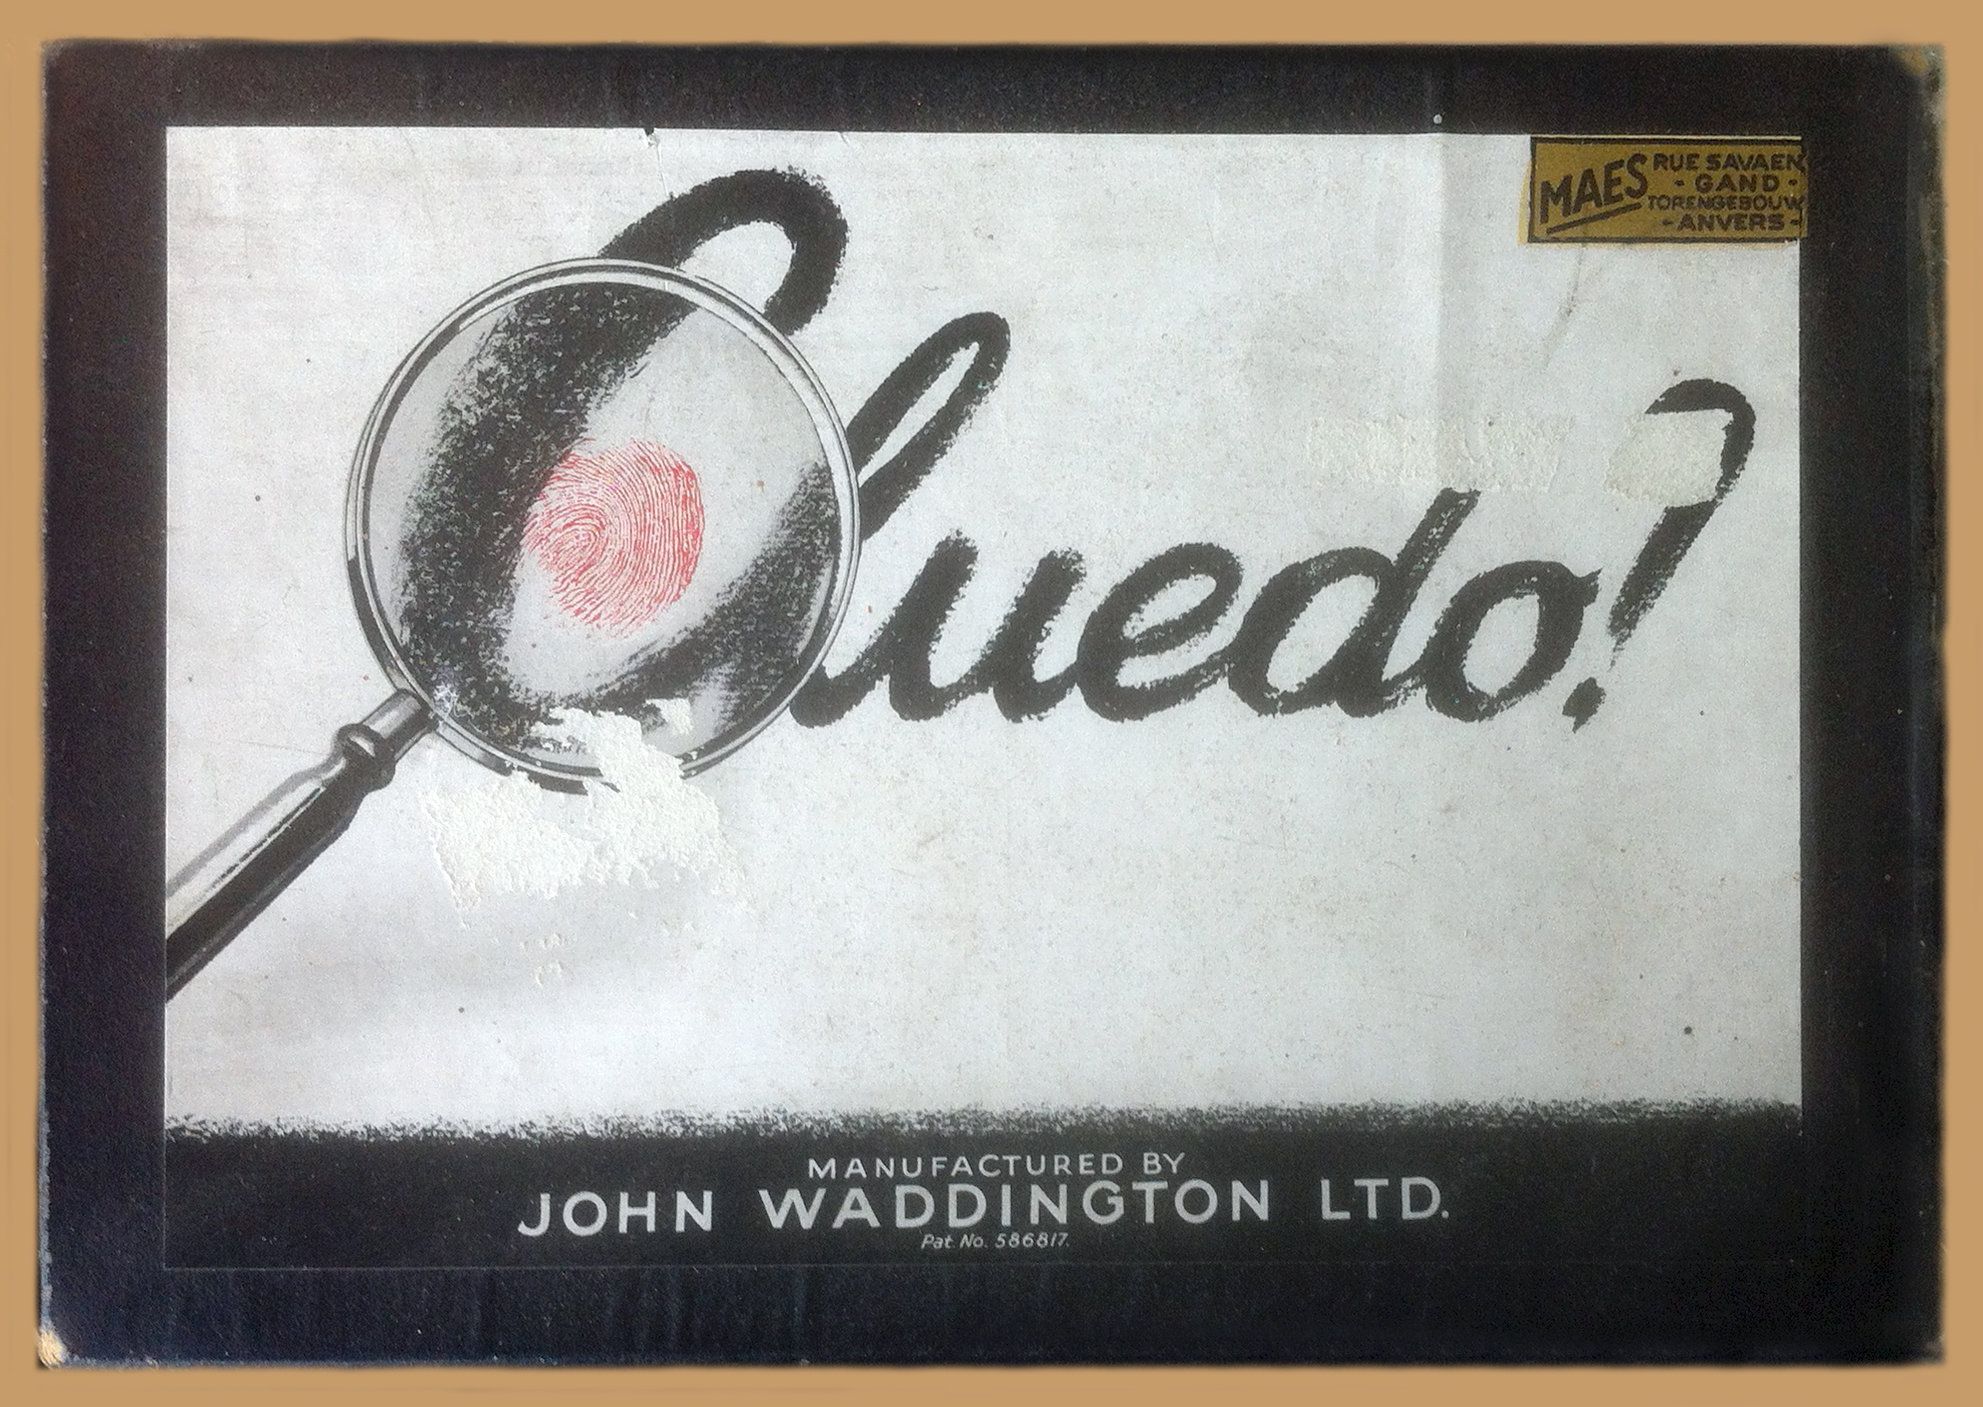 MAES
RUE SAVAEN
- GAND -
TORENGEBOUW
- ANVERS -
Cluedo!
MANUFACTURED BY
JOHN WADDINGTON LTD.
Pat. No. 586817.